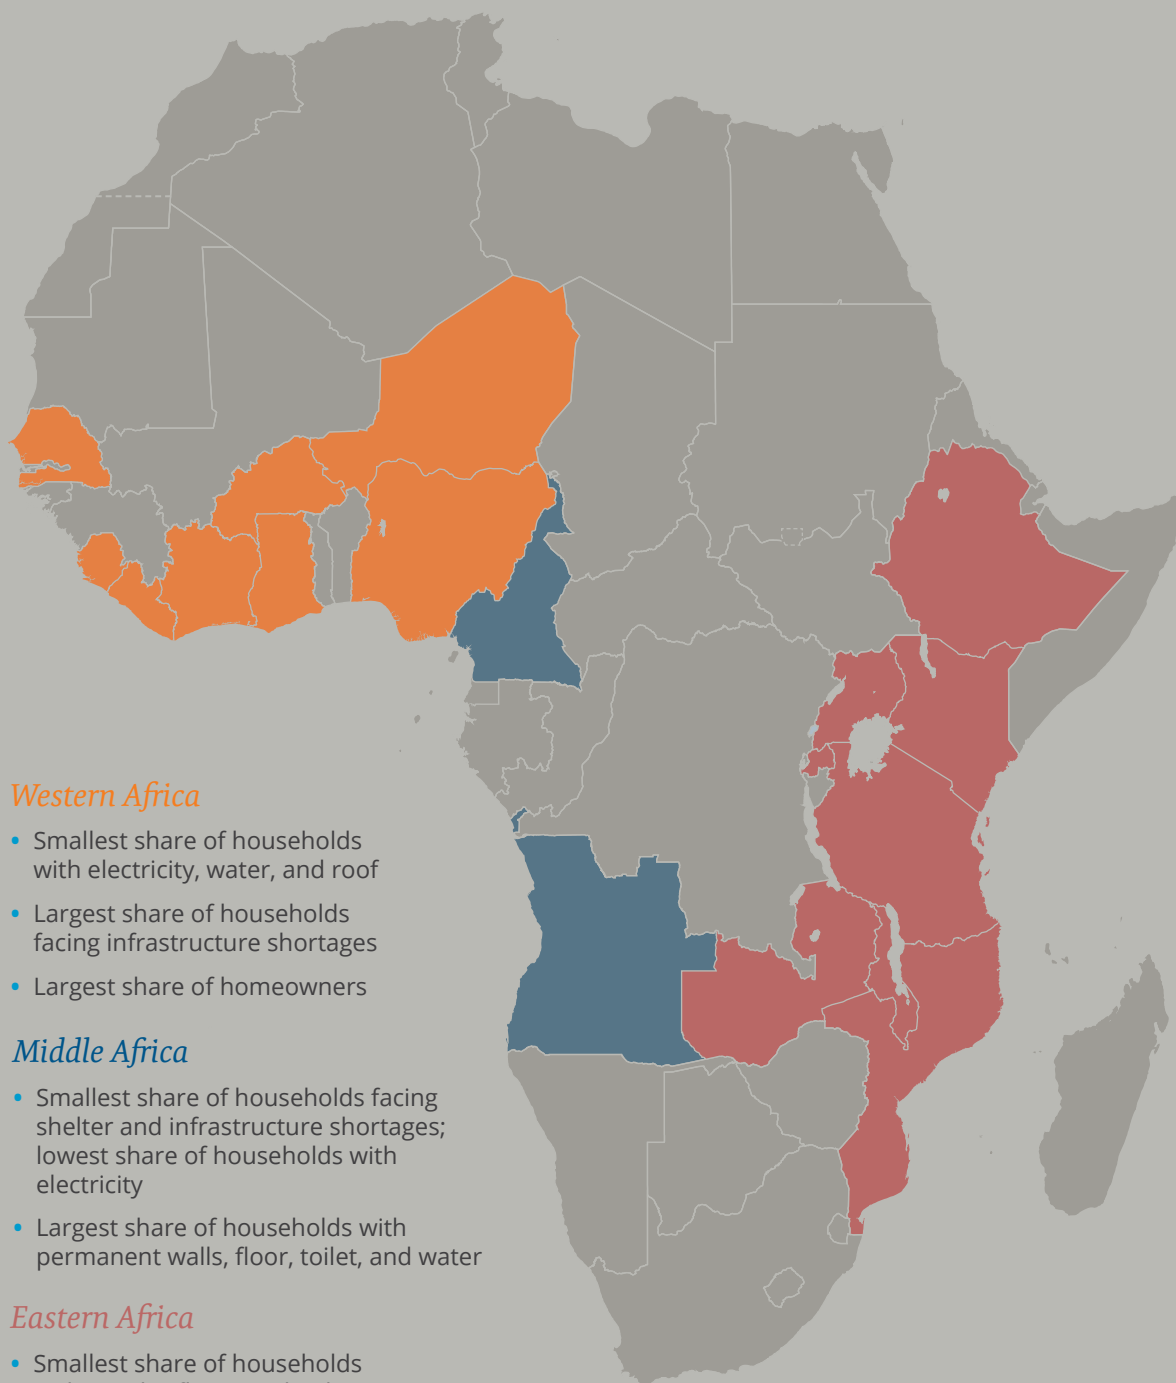 Western Africa
• Smallest share of households
with electricity, water, and roof
• Largest share of households
facing infrastructure shortages
• Largest share of homeowners
Middle Africa
• Smallest share of households facing
shelter and infrastructure shortages;
lowest share of households with
electricity
• Largest share of households with
permanent walls, floor, toilet, and water
Eastern Africa
• Smallest share of households